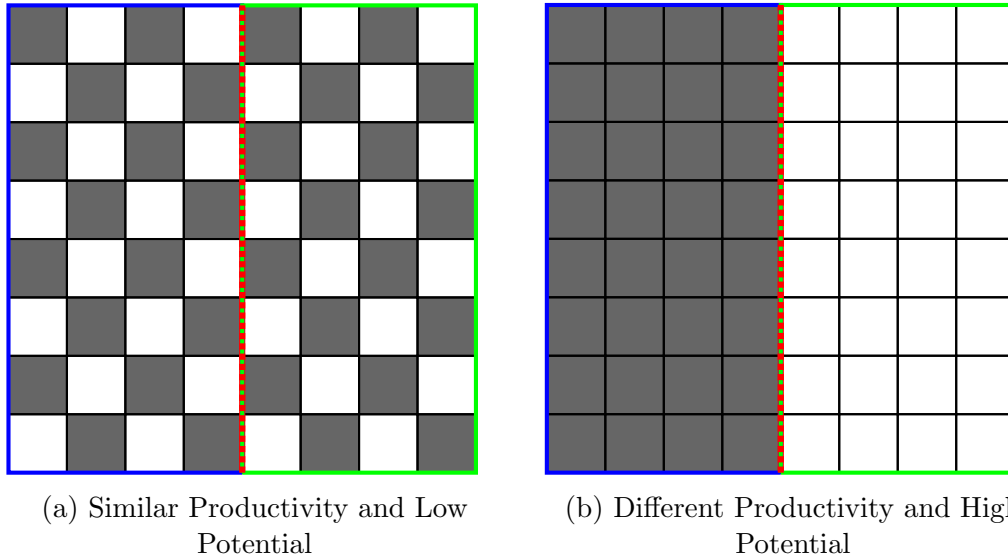 (a) Similar Productivity and Low
Potential
(b) Different Productivity and
Potential